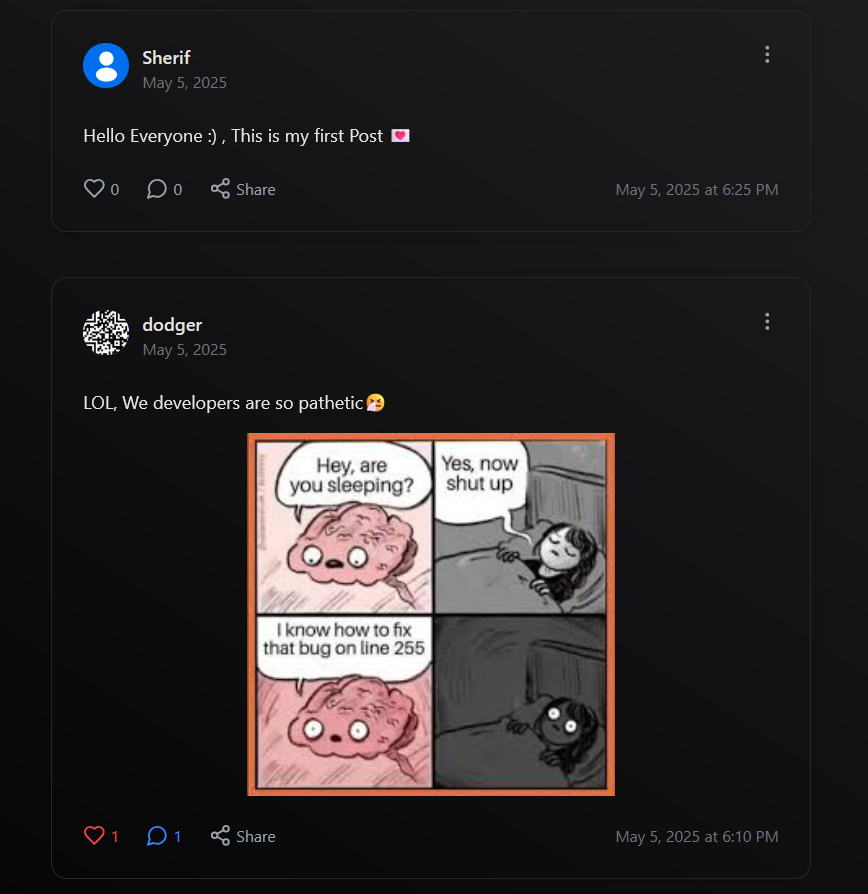 Sherif
May 5, 2025
Hello Everyone :) , This is my first Post 💌
0 0 Share May 5, 2025 at 6:25 PM
dodger
May 5, 2025
LOL, We developers are so pathetic🤧
Hey, are
you sleeping?
Yes, now
shut up
I know how to fix
that bug on line 255
1 1 Share May 5, 2025 at 6:10 PM